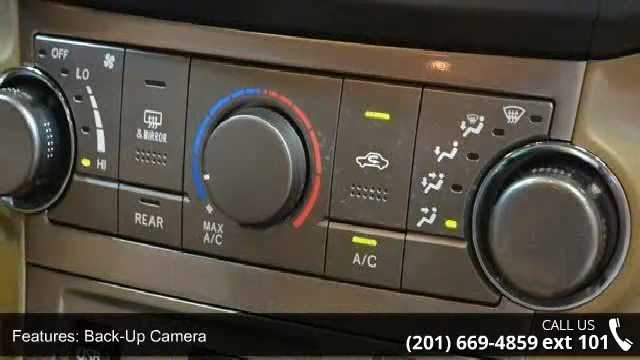 OFF
LO
HI
& MIRROR
REAR
MAX
A/C
A/C
Features: Back-Up Camera
CALL US
(201) 669-4859 ext 101